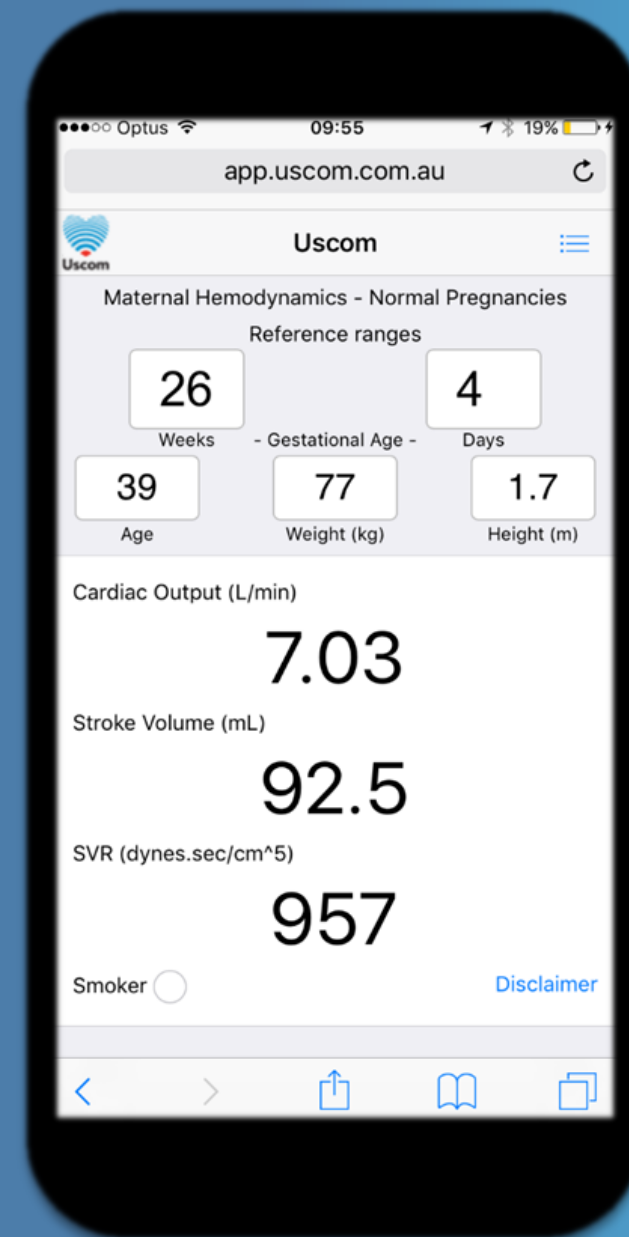 Optus 09:55 19%
app.uscom.com.au
Uscom Uscom
Maternal Hemodynamics - Normal Pregnancies
Reference ranges
26 4
Weeks - Gestational Age - Days
39 77 1.7
Age Weight (kg) Height (m)
Cardiac Output (L/min)
7.03
Stroke Volume (mL)
92.5
SVR (dynes.sec/cm^5)
957
Smoker Disclaimer